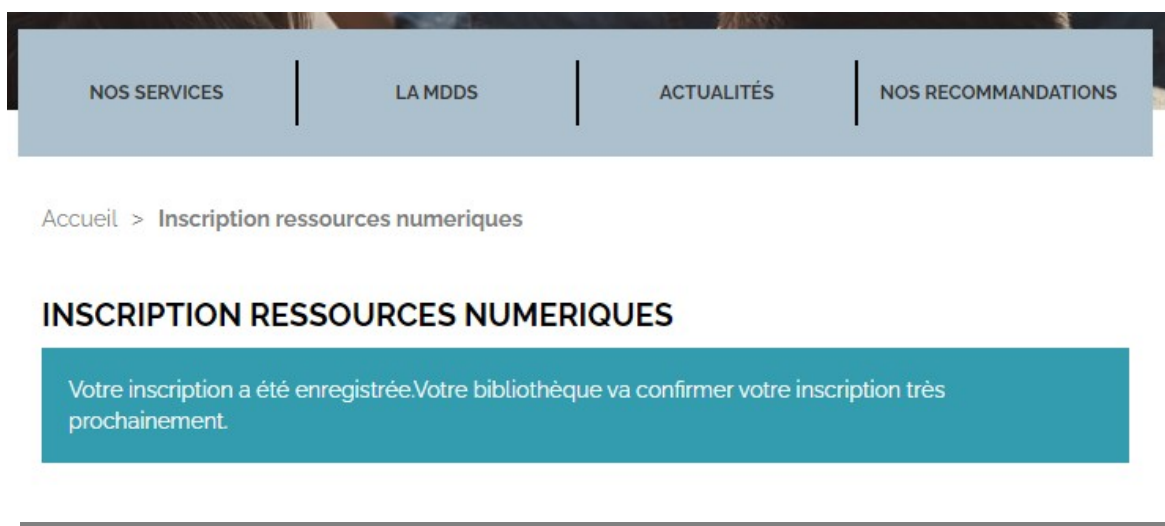 NOS SERVICES
LA MDDS
ACTUALITÉS
NOS RECOMMANDATIONS
Accueil > Inscription ressources numeriques
INSCRIPTION RESSOURCES NUMERIQUES
Votre inscription a été enregistrée.Votre bibliothèque va confirmer votre inscription très
prochainement.